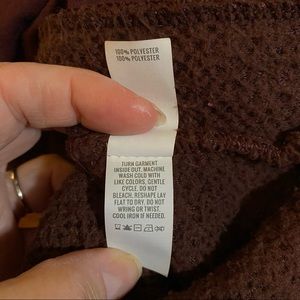 100% POLYESTER
100% POLYESTER
TURN GARMENT
INSIDE OUT, MACHINE
WASH COLD WITH
LIKE COLORS, GENTLE
CYCLE. DO NOT
BLEACH. RESHAPE LAY
FLAT TO DRY. DO NOT
WRING OR TWIST.
COOL IRON IF NEEDED.